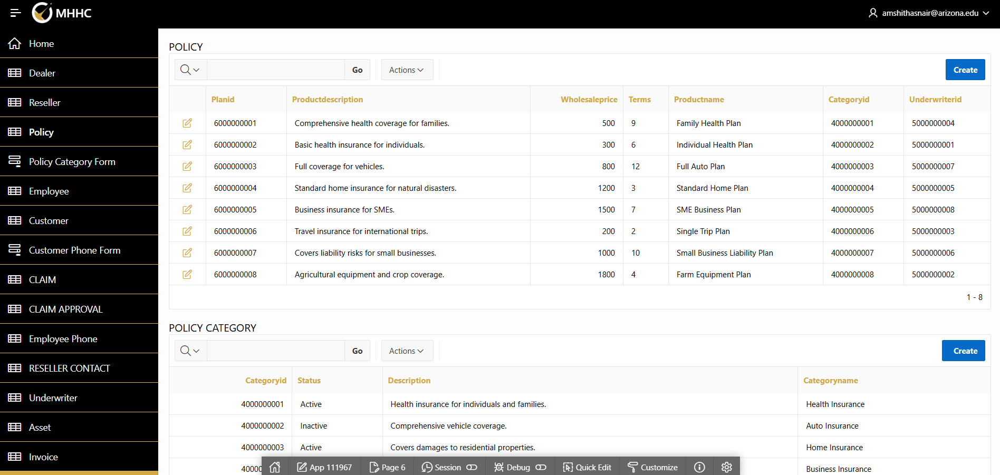 MHHC
amshithasnair@arizona.edu
Home
Dealer
Reseller
Policy
Policy Category Form
Employee
Customer
Customer Phone Form
CLAIM
CLAIM APPROVAL
Employee Phone
RESELLER CONTACT
Underwriter
Asset
Invoice
POLICY
Go Actions Create
Planid Productdescription Wholesaleprice Terms Productname Categoryid Underwriterid
6000000001 Comprehensive health coverage for families. 500 9 Family Health Plan 4000000001 5000000004
6000000002 Basic health insurance for individuals. 300 6 Individual Health Plan 4000000002 5000000001
6000000003 Full coverage for vehicles. 800 12 Full Auto Plan 4000000003 5000000007
6000000004 Standard home insurance for natural disasters. 1200 3 Standard Home Plan 4000000004 5000000005
6000000005 Business insurance for SMEs. 1500 7 SME Business Plan 4000000005 5000000008
6000000006 Travel insurance for international trips. 200 2 Single Trip Plan 4000000006 5000000003
6000000007 Covers liability risks for small businesses. 1000 10 Small Business Liability Plan 4000000007 5000000006
6000000008 Agricultural equipment and crop coverage. 1800 4 Farm Equipment Plan 4000000008 5000000002
1 - 8
POLICY CATEGORY
Go Actions Create
Categoryid Status Description Categoryname
4000000001 Active Health insurance for individuals and families. Health Insurance
4000000002 Inactive Comprehensive vehicle coverage. Auto Insurance
4000000003 Active Covers damages to residential properties. Home Insurance
Business Insurance
App 111967 Page 6 Session Debug Quick Edit Customize